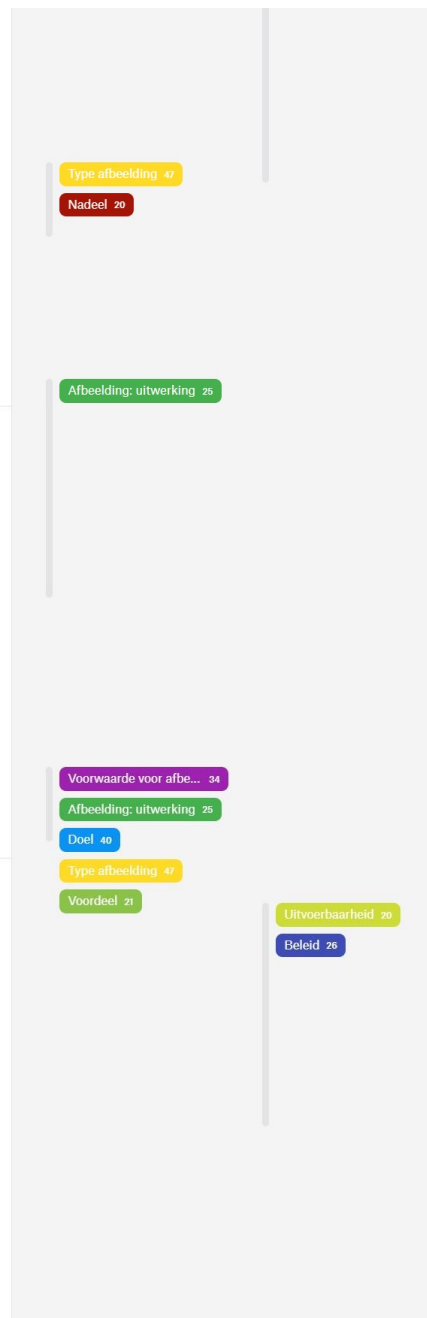 Type afbeelding 47
Nadeel 20
Afbeelding: uitwerking 25
Voorwaarde voor afbe... 34
Afbeelding: uitwerking 25
Doel 40
Type afbeelding 47
Voordeel 21
Uitvoerbaarheid 20
Beleid 26